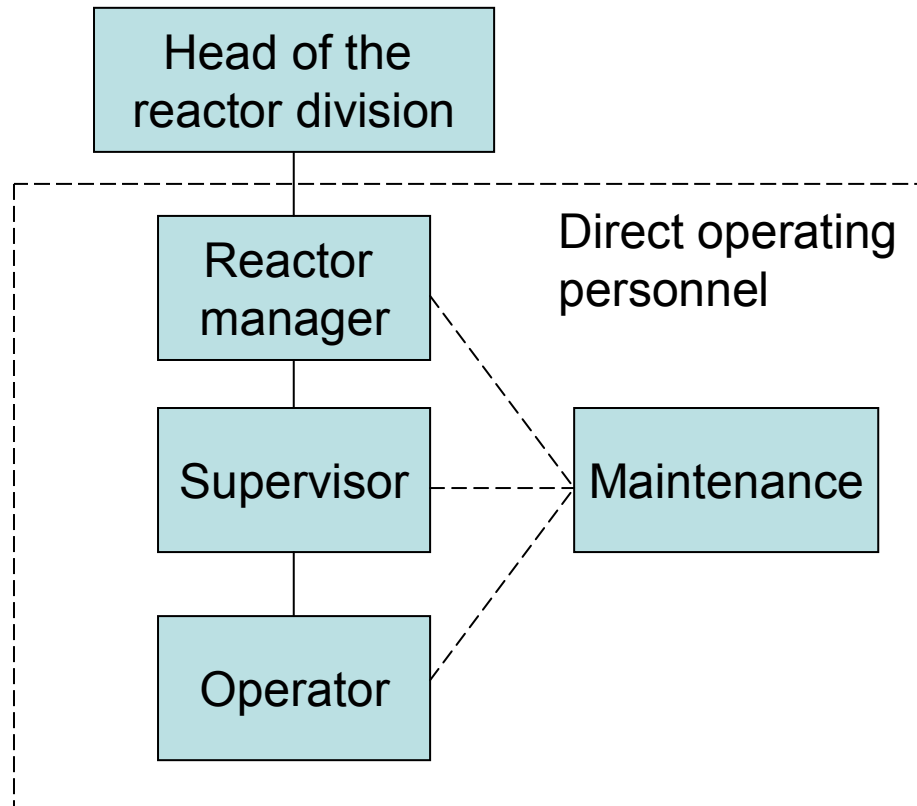 Head of the
reactor division
Direct operating
personnel
Reactor
manager
Supervisor
Maintenance
Operator